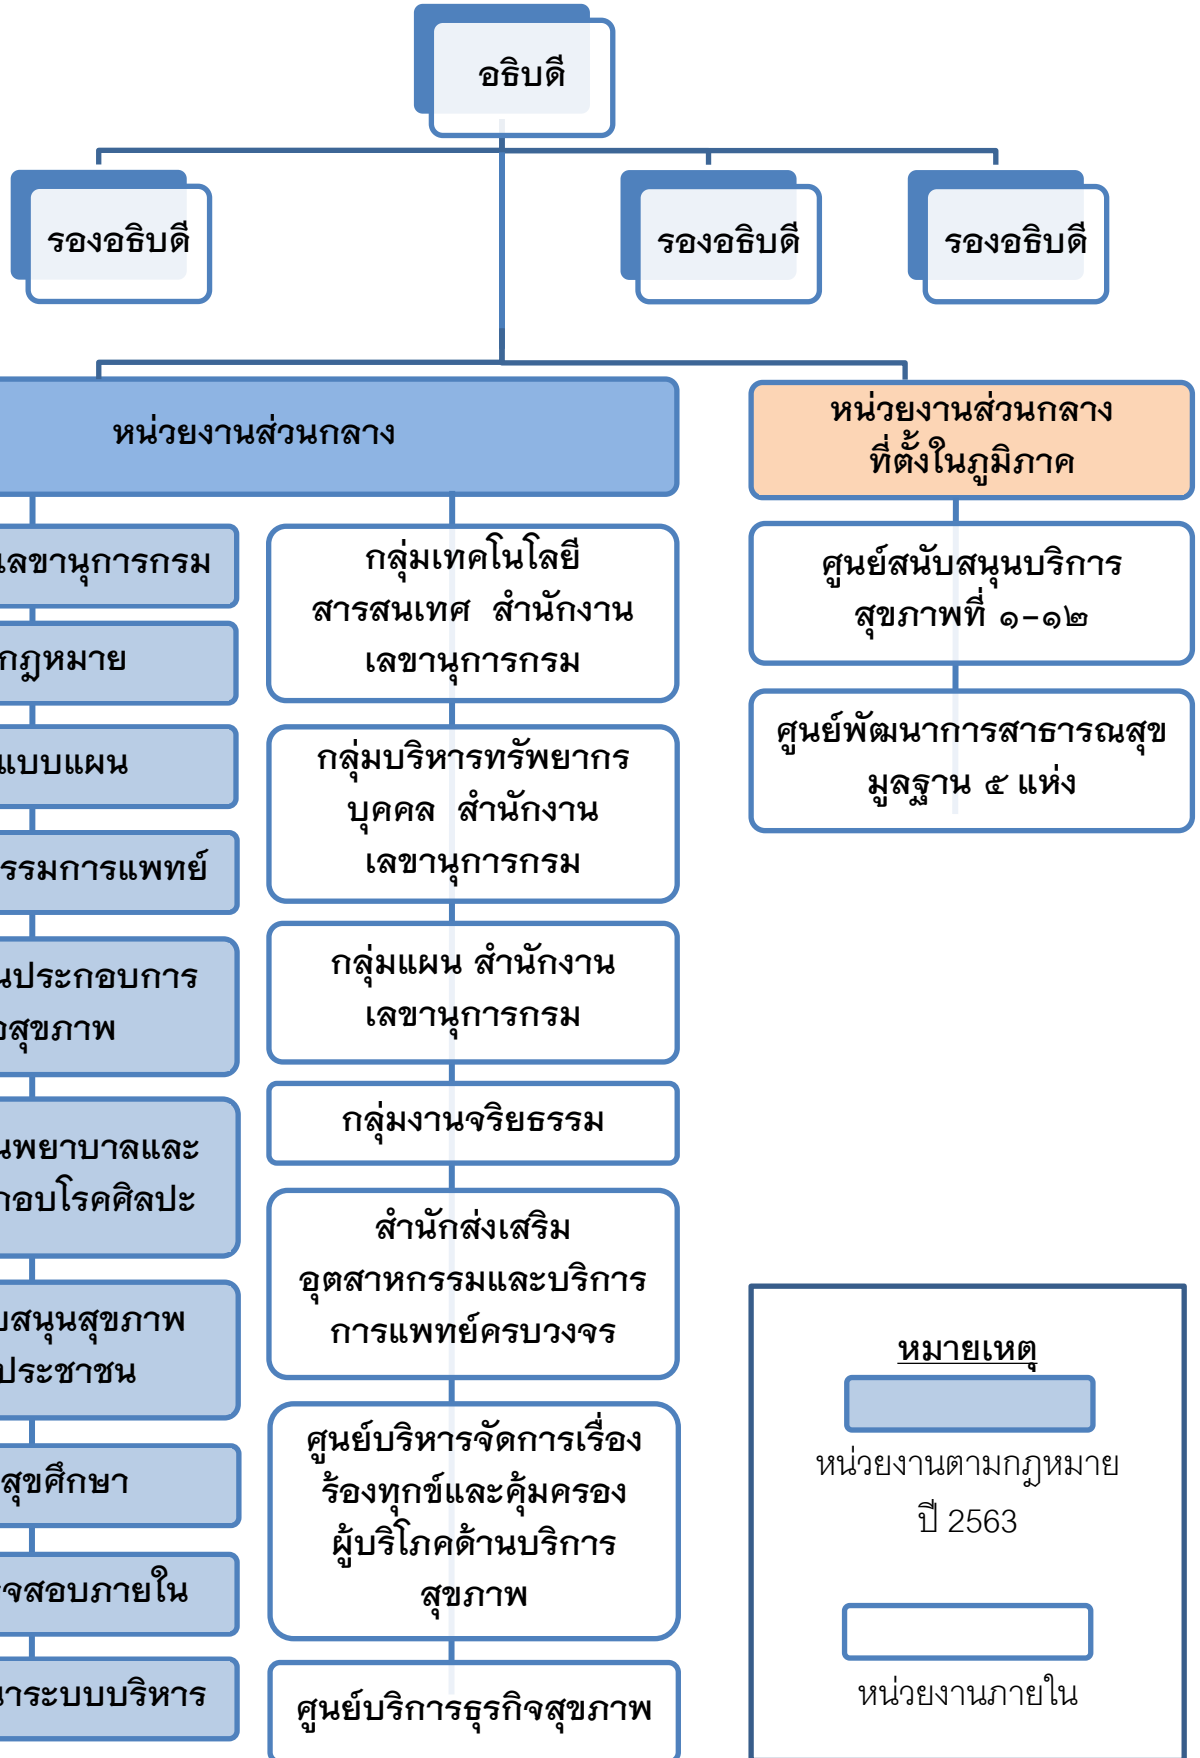 อธิบดี
รองอธิบดี
รองอธิบดี
รองอธิบดี
หน่วยงานส่วนกลาง
เลขานุการกรม
กฎหมาย
แบบแผน
รรมการแพทย์
นประกอบการ
สุขภาพ
นพยาบาลและ
กอบโรคศิลปะ
บสนุนสุขภาพ
ประชาชน
สุขศึกษา
จสอบภายใน
าระบบบริหาร
กลุ่มเทคโนโลยี
สารสนเทศ สำนักงาน
เลขานุการกรม
กลุ่มบริหารทรัพยากร
บุคคล สำนักงาน
เลขานุการกรม
กลุ่มแผน สำนักงาน
เลขานุการกรม
กลุ่มงานจริยธรรม
สำนักส่งเสริม
อุตสาหกรรมและบริการ
การแพทย์ครบวงจร
ศูนย์บริหารจัดการเรื่อง
ร้องทุกข์และคุ้มครอง
ผู้บริโภคด้านบริการ
สุขภาพ
ศูนย์บริการธุรกิจสุขภาพ
หน่วยงานส่วนกลาง
ที่ตั้งในภูมิภาค
ศูนย์สนับสนุนบริการ
สุขภาพที่ ๑-๑๒
ศูนย์พัฒนาการสาธารณสุข
มูลฐาน ๕ แห่ง
หมายเหตุ
หน่วยงานตามกฎหมาย
ปี 2563
หน่วยงานภายใน